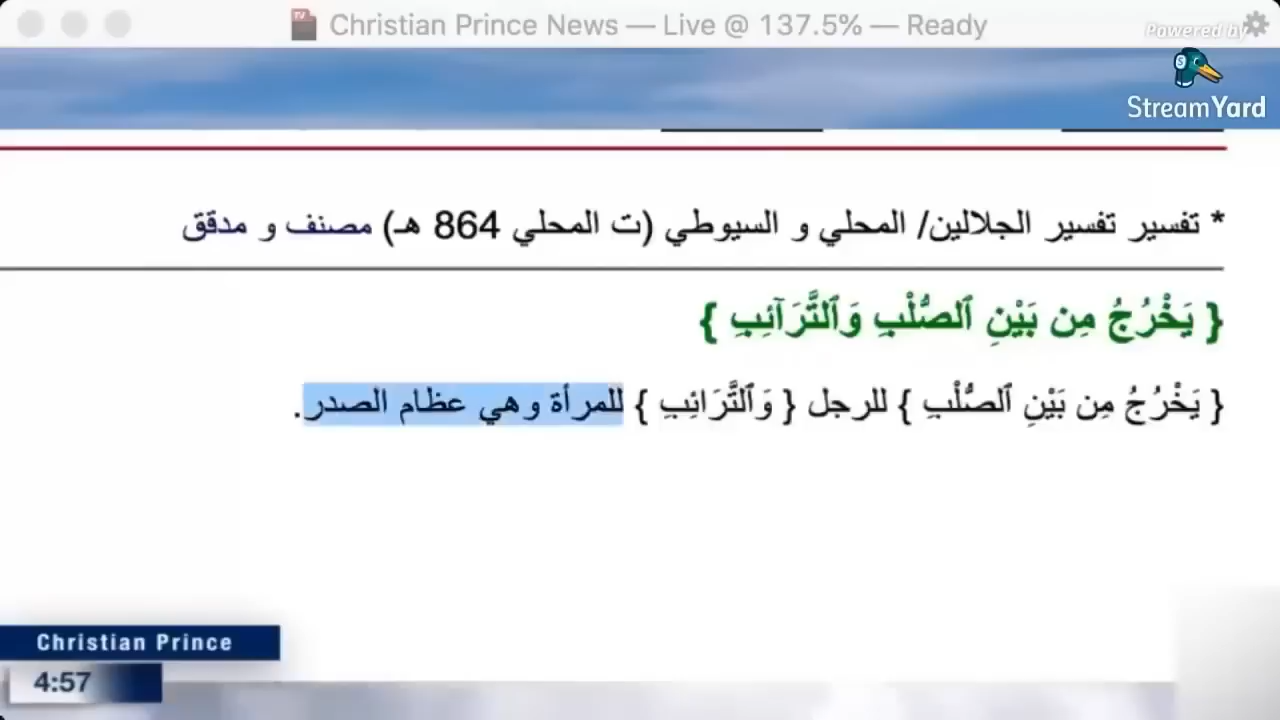 Christian Prince News — Live @ 137.5% — Ready
Powered by
StreamYard
* تفسير تفسير الجلالين/ المحلي و السيوطي (ت المحلي 864 هـ) مصنف و مدقق
{ يَخْرُجُ مِن بَيْنِ ٱلصُّلْبِ وَٱلتَّرَآئِبِ }
{ يَخْرُجُ مِن بَيْنِ ٱلصُّلْبِ } للرجل { وَٱلتَّرَائِبِ } للمرأة وهي عظام الصدر.
Christian Prince
4:57